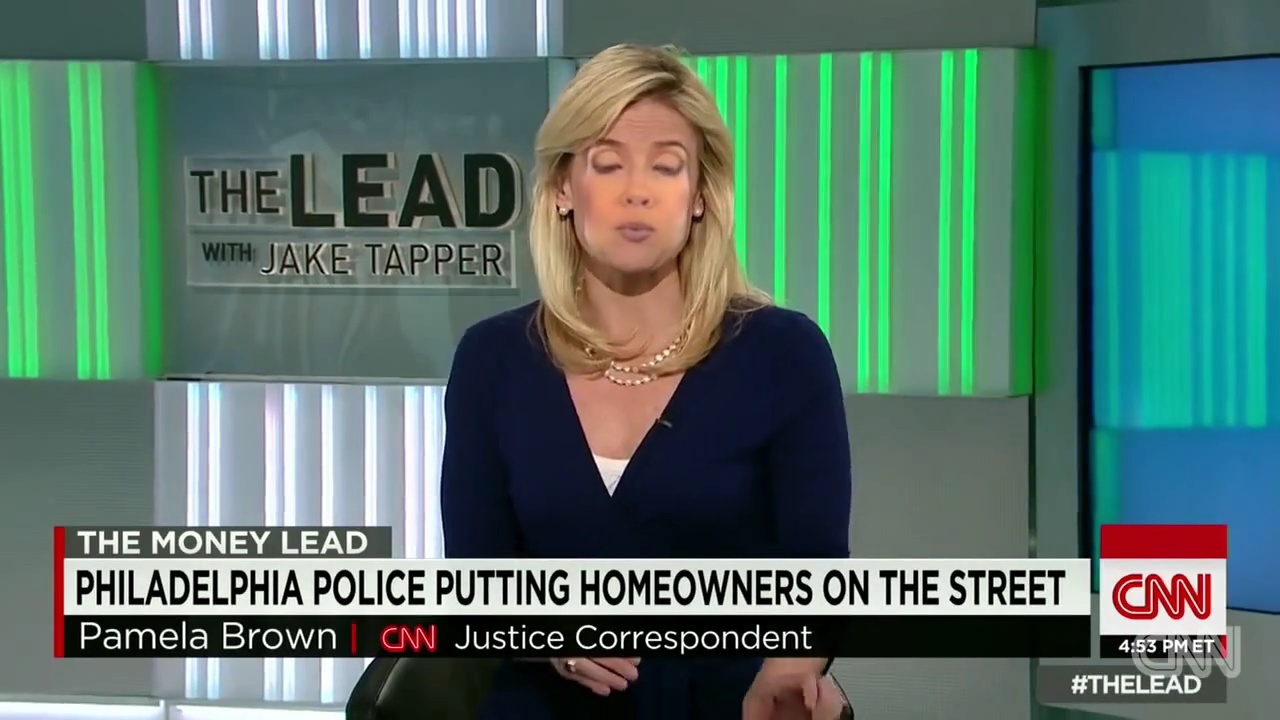 THE LEAD
WITH JAKE TAPPER
THE MONEY LEAD
PHILADELPHIA POLICE PUTTING HOMEOWNERS ON THE STREET
Pamela Brown | CNN Justice Correspondent
CNN
4:53 PM ET
CNN
#THELEAD